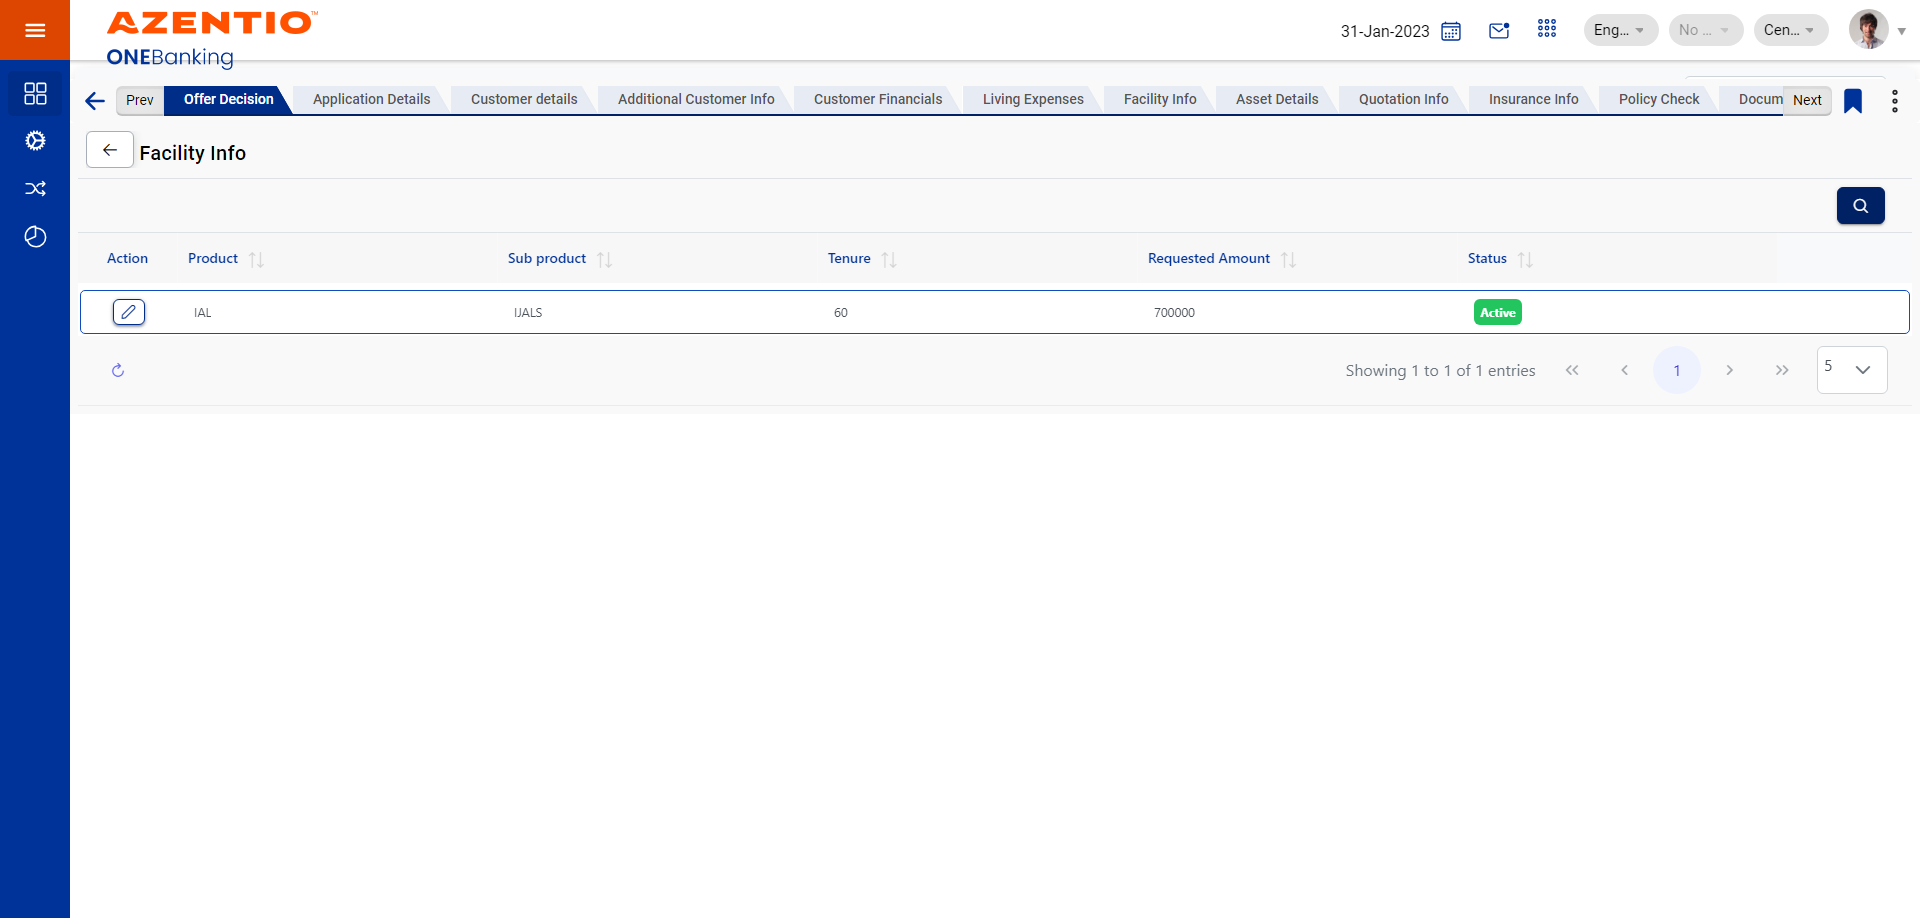 AZENTIO™
ONEBanking
31-Jan-2023
Eng...
No ...
Cen...
Prev
Offer Decision
Application Details
Customer details
Additional Customer Info
Customer Financials
Living Expenses
Facility Info
Asset Details
Quotation Info
Insurance Info
Policy Check
Docum
Next
Facility Info
Action Product Sub product Tenure Requested Amount Status
IAL IJALS 60 700000 Active
Showing 1 to 1 of 1 entries
1
5